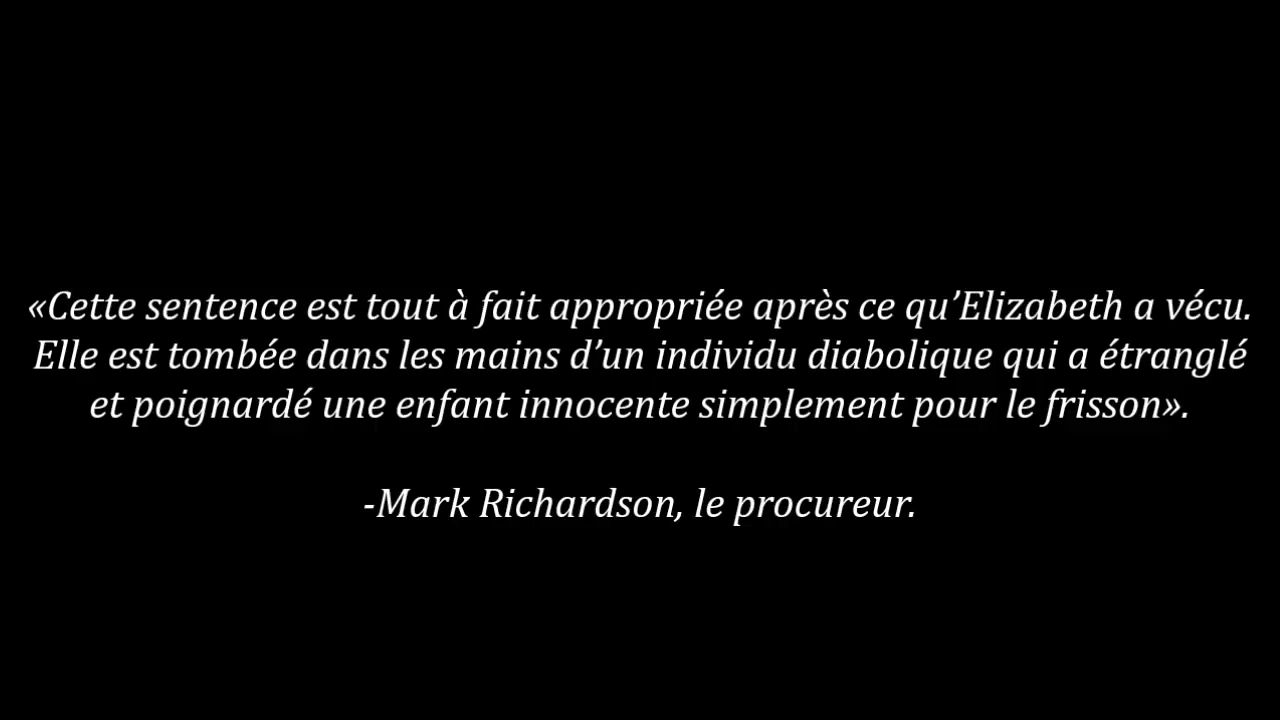 «Cette sentence est tout à fait appropriée après ce qu’Elizabeth a vécu.
Elle est tombée dans les mains d’un individu diabolique qui a étranglé
et poignardé une enfant innocente simplement pour le frisson».
-Mark Richardson, le procureur.